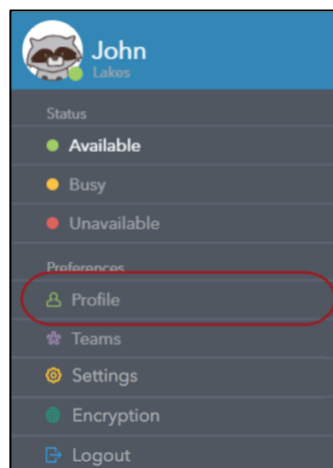 John
Lakes
Status
Available
Busy
Unavailable
Preferences
Profile
Teams
Settings
Encryption
Logout